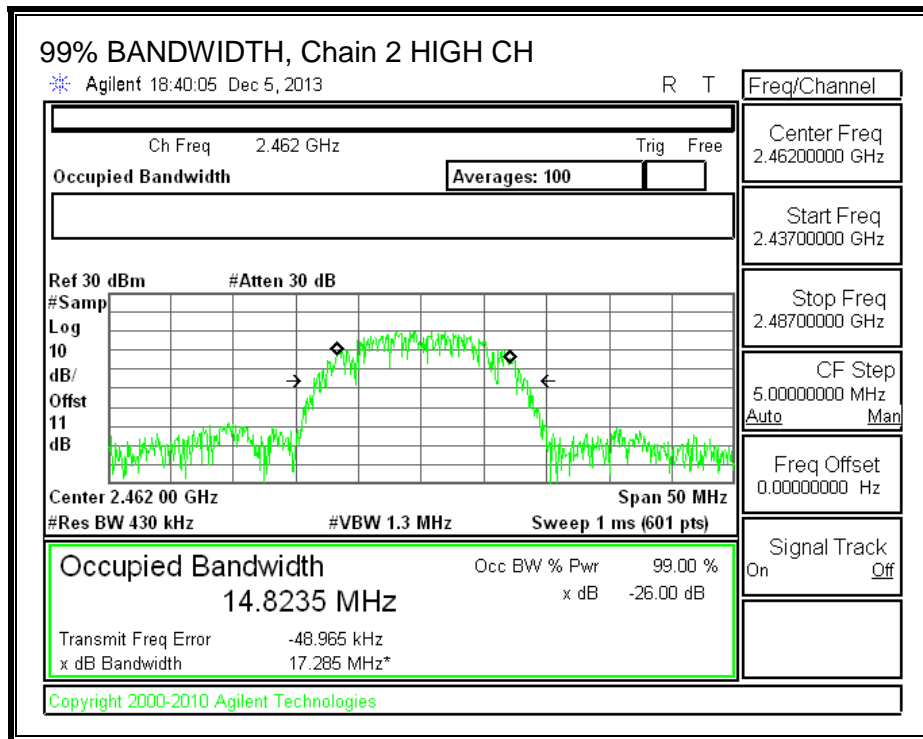 99% BANDWIDTH, Chain 2 HIGH CH
Agilent 18:40:05 Dec 5, 2013 R T
Freq/Channel
Ch Freq 2.462 GHz Trig Free
Occupied Bandwidth Averages: 100
Center Freq
2.46200000 GHz
Start Freq
2.43700000 GHz
Stop Freq
2.48700000 GHz
CF Step
5.00000000 MHz
Auto Man
Freq Offset
0.00000000 Hz
Signal Track
On Off
Ref 30 dBm #Atten 30 dB
#Samp
Log
10
dB/
Offst
11
dB
Center 2.462 00 GHz Span 50 MHz
#Res BW 430 kHz #VBW 1.3 MHz Sweep 1 ms (601 pts)
Occupied Bandwidth Occ BW % Pwr 99.00 %
14.8235 MHz x dB -26.00 dB
Transmit Freq Error -48.965 kHz
x dB Bandwidth 17.285 MHz*
Copyright 2000-2010 Agilent Technologies